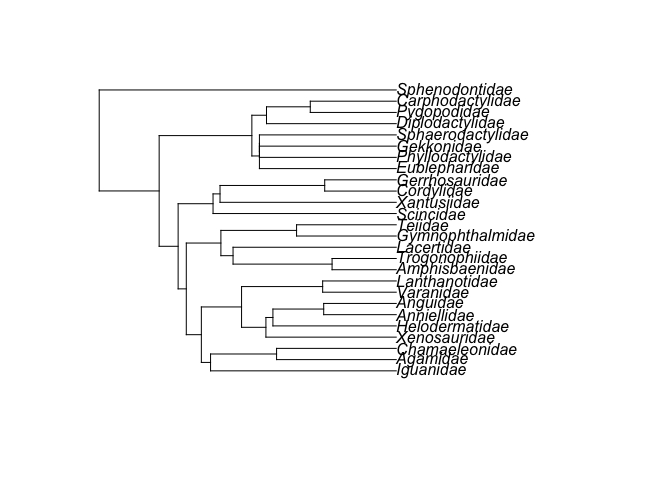 Sphenodontidae
Carphodactylidae
Pygopodidae
Diplodactylidae
Sphaerodactylidae
Gekkonidae
Phyllodactylidae
Eublepharidae
Gerrhosauridae
Cordylidae
Xantusiidae
Scincidae
Teiidae
Gymnophthalmidae
Lacertidae
Trogonophiidae
Amphisbaenidae
Lanthanotidae
Varanidae
Anguidae
Anniellidae
Helodermatidae
Xenosauridae
Chamaeleonidae
Agamidae
Iguanidae